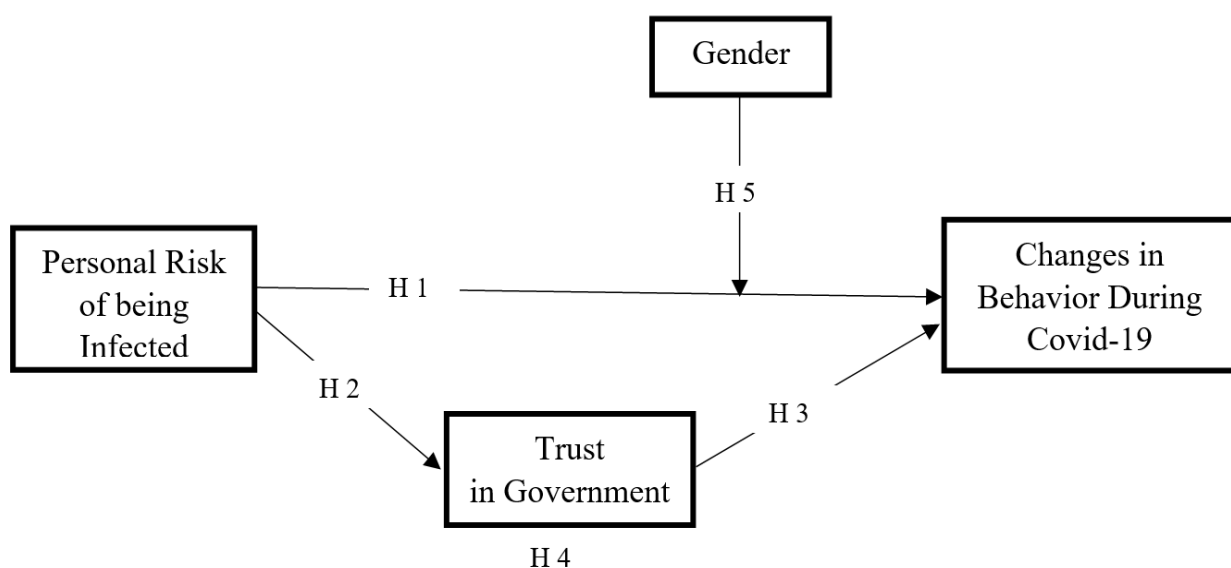 Gender
H 5
Personal Risk
of being
Infected
H 1
Changes in
Behavior During
Covid-19
H 2
H 3
Trust
in Government
H 4